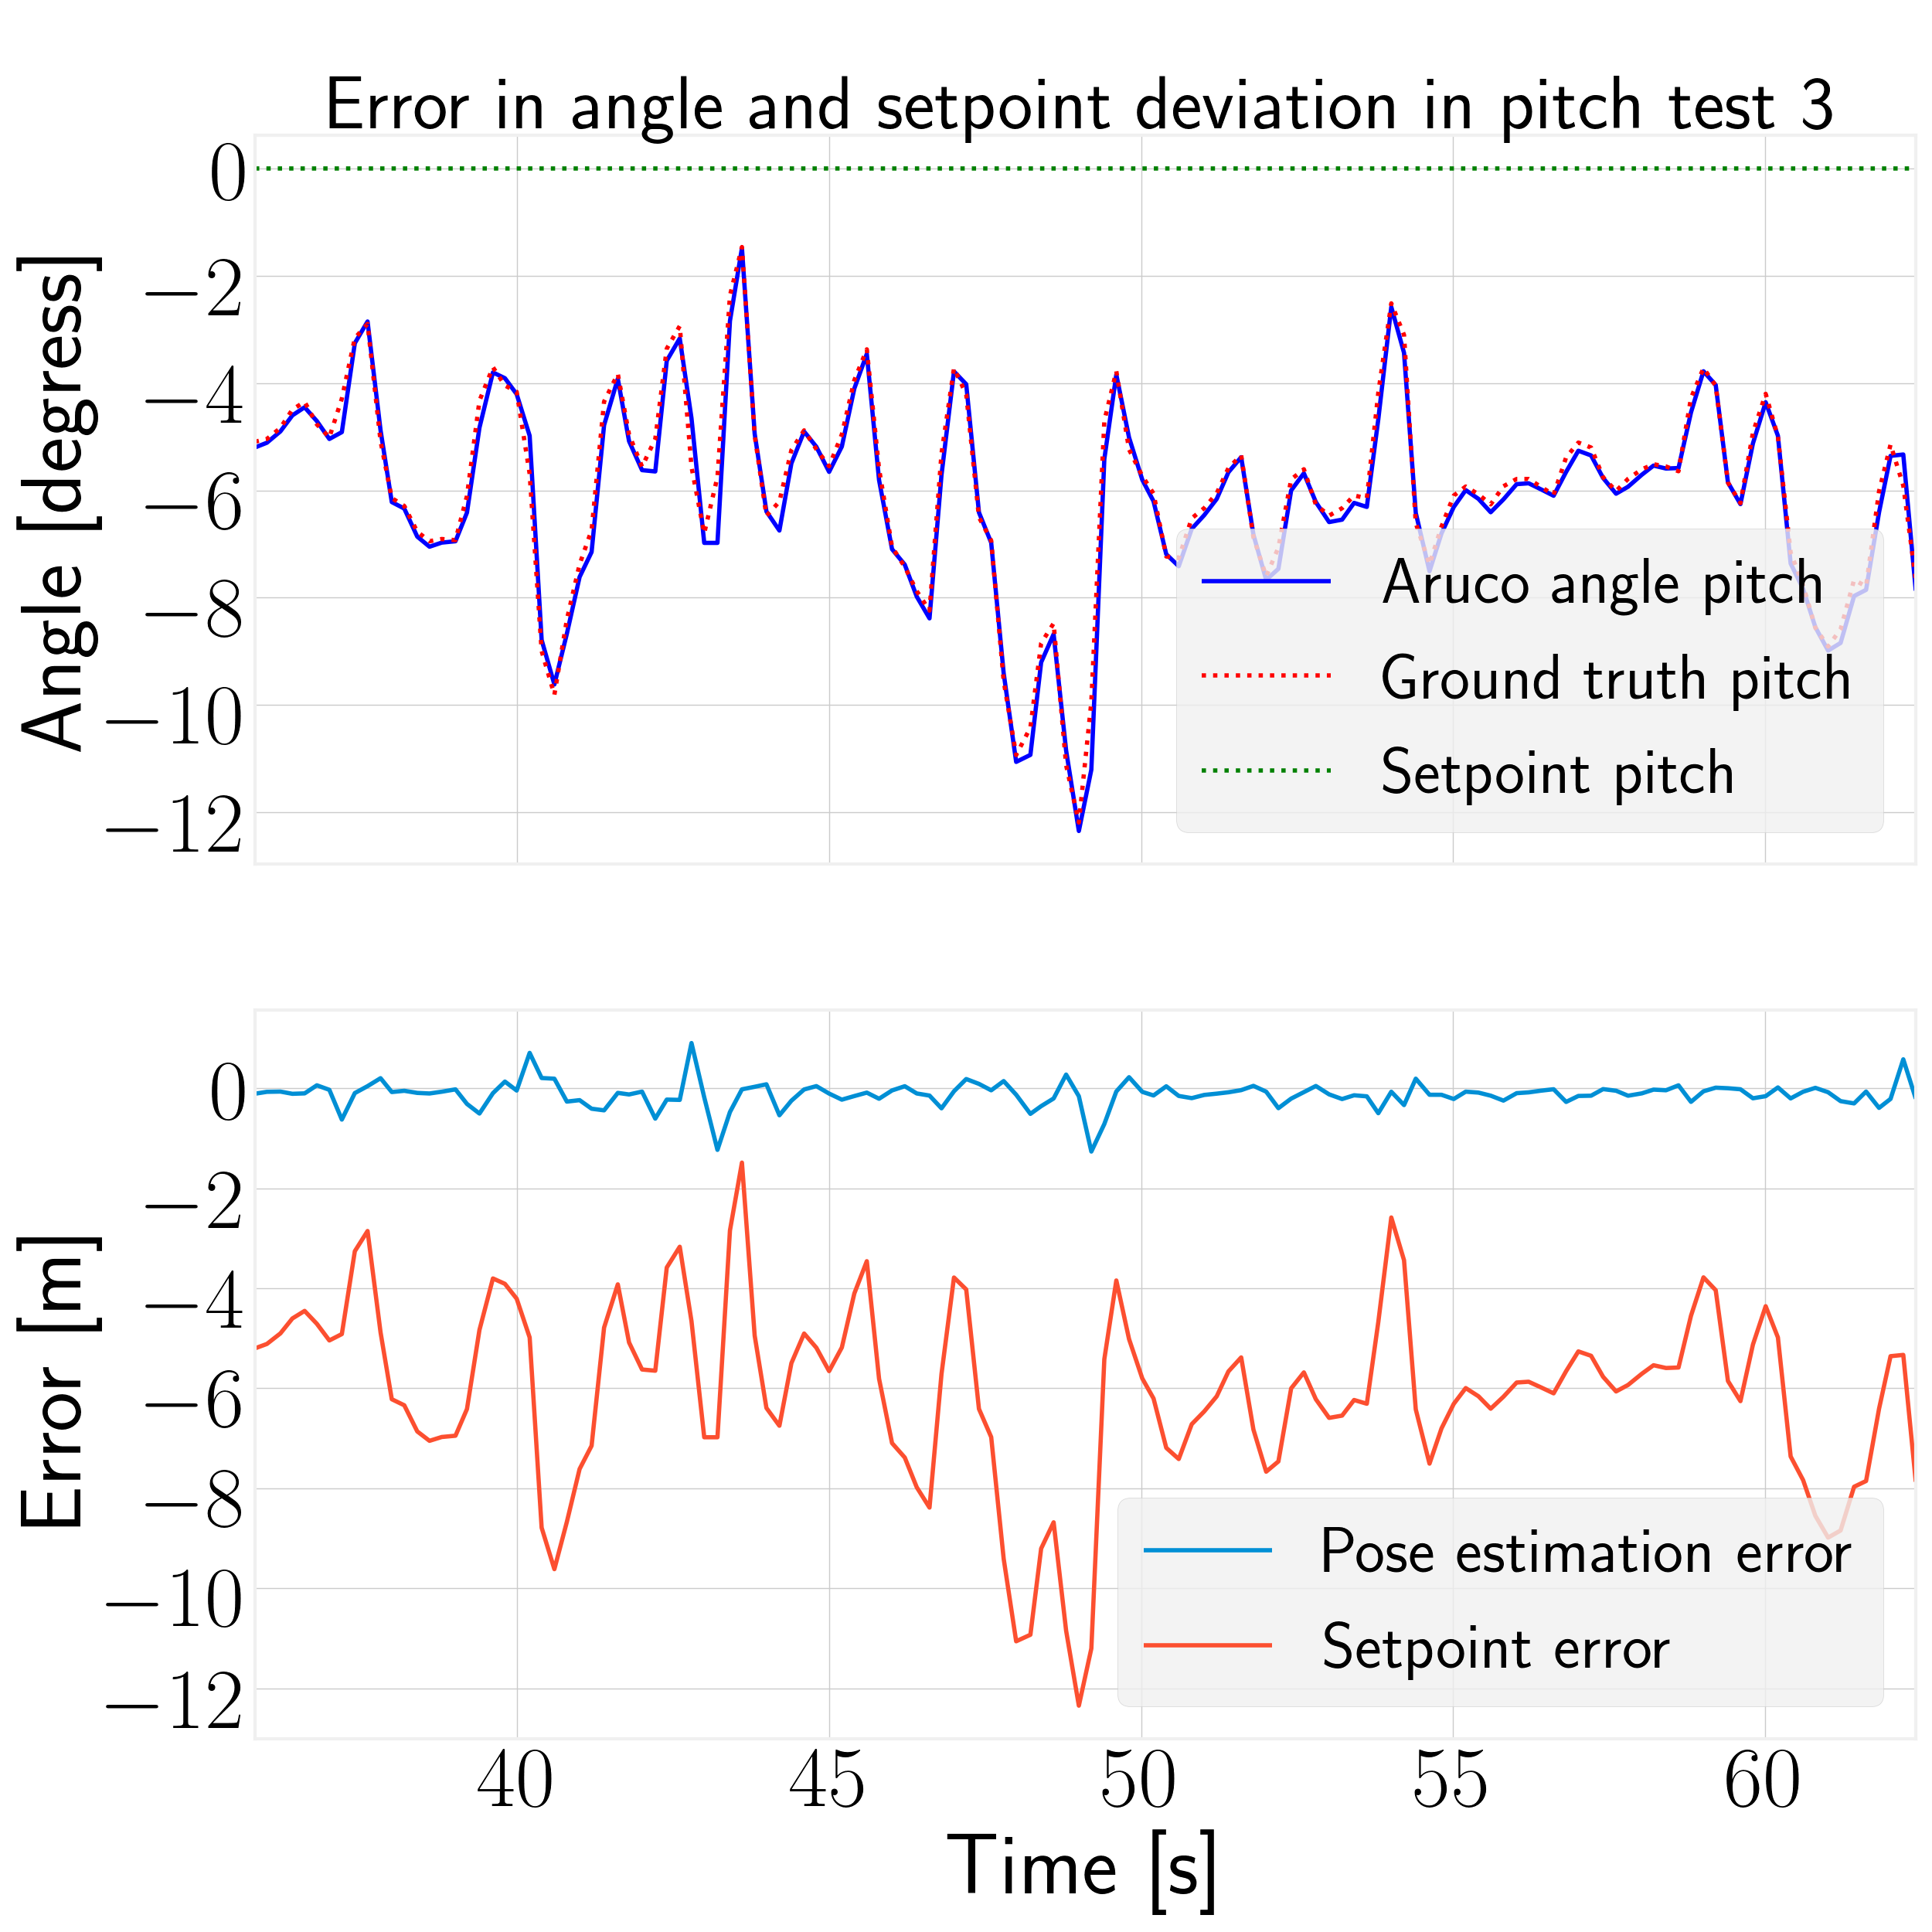 Error in angle and setpoint deviation in pitch test 3
Angle [degress]
0
−2
−4
−6
−8
−10
−12
Aruco angle pitch
Ground truth pitch
Setpoint pitch
Error [m]
0
−2
−4
−6
−8
−10
−12
Pose estimation error
Setpoint error
40 45 50 55 60
Time [s]